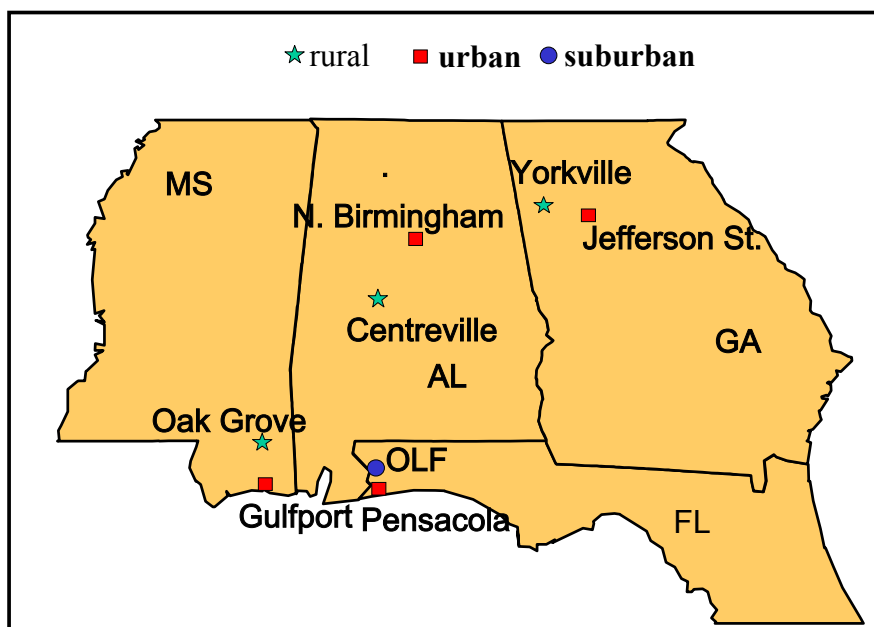 rural urban suburban
MS
Yorkville
N. Birmingham
Jefferson St.
Centreville
GA
AL
Oak Grove
OLF
Gulfport
Pensacola
FL